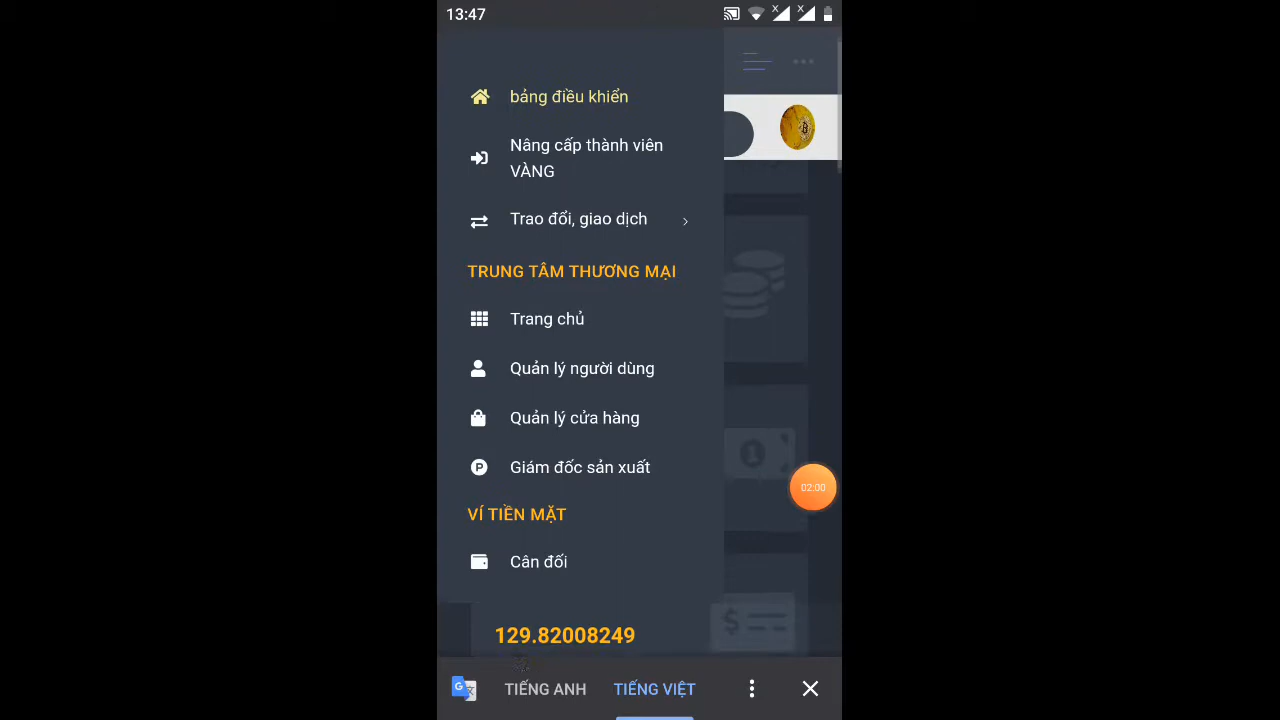 13:47
bảng điều khiển
Nâng cấp thành viên
VÀNG
Trao đổi, giao dịch
TRUNG TÂM THƯƠNG MẠI
Trang chủ
Quản lý người dùng
Quản lý cửa hàng
Giám đốc sản xuất
02:00
VÍ TIỀN MẶT
Cân đối
129.82008249
TIẾNG ANH
TIẾNG VIỆT